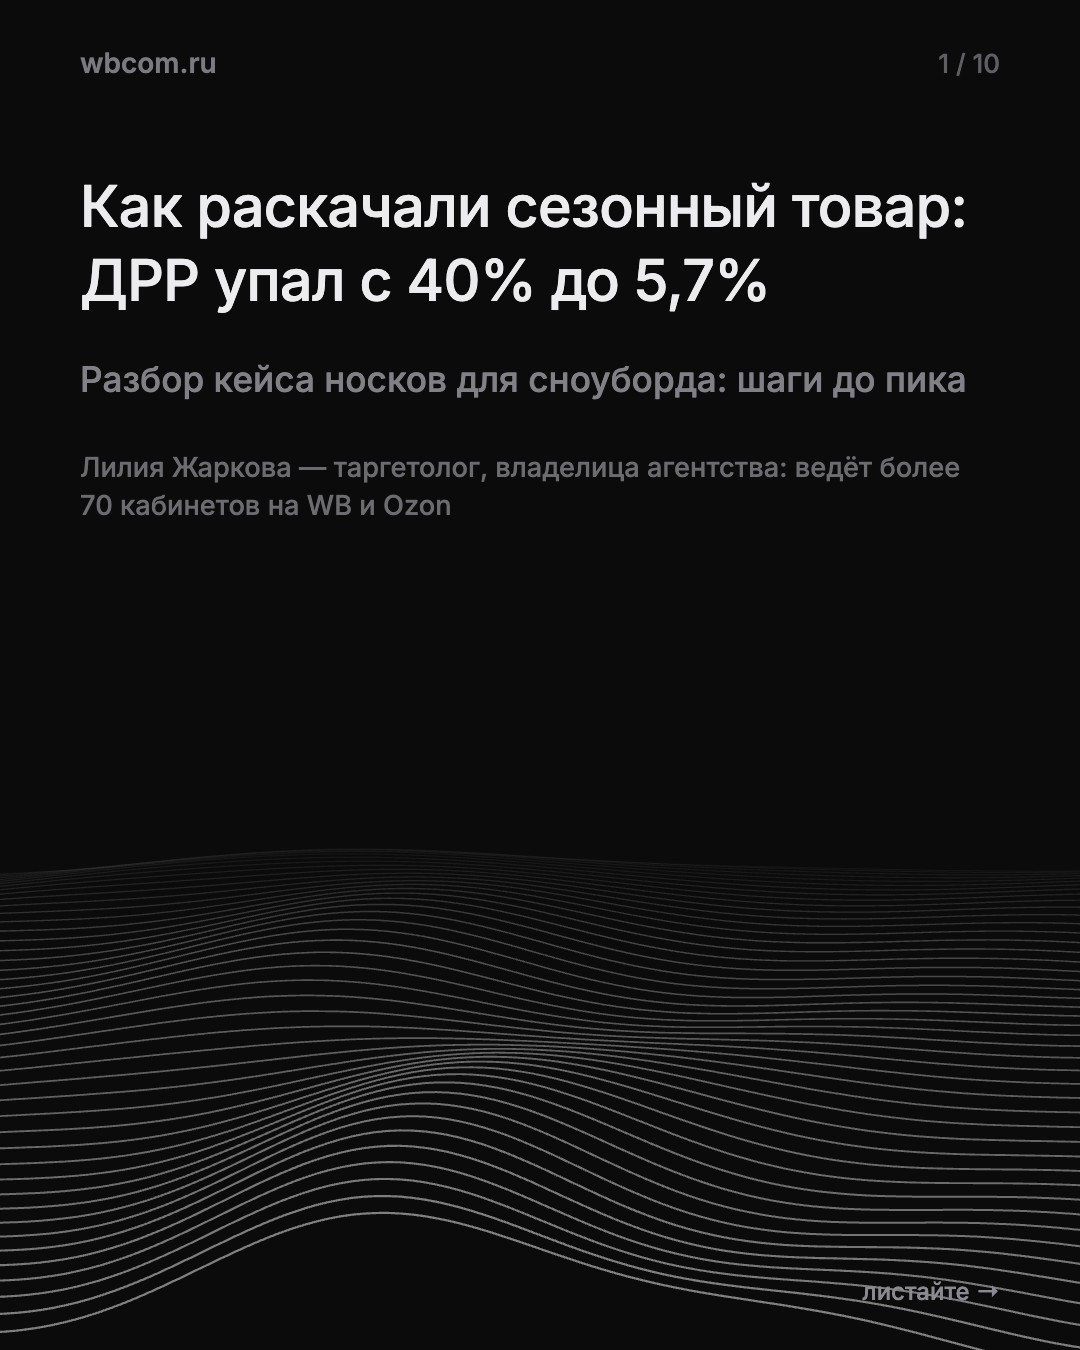 wbcom.ru
1 / 10
Как раскачали сезонный товар:
ДРР упал с 40% до 5,7%
Разбор кейса носков для сноуборда: шаги до пика
Лилия Жаркова — таргетолог, владелица агентства: ведёт более
70 кабинетов на WB и Ozon
листайте →